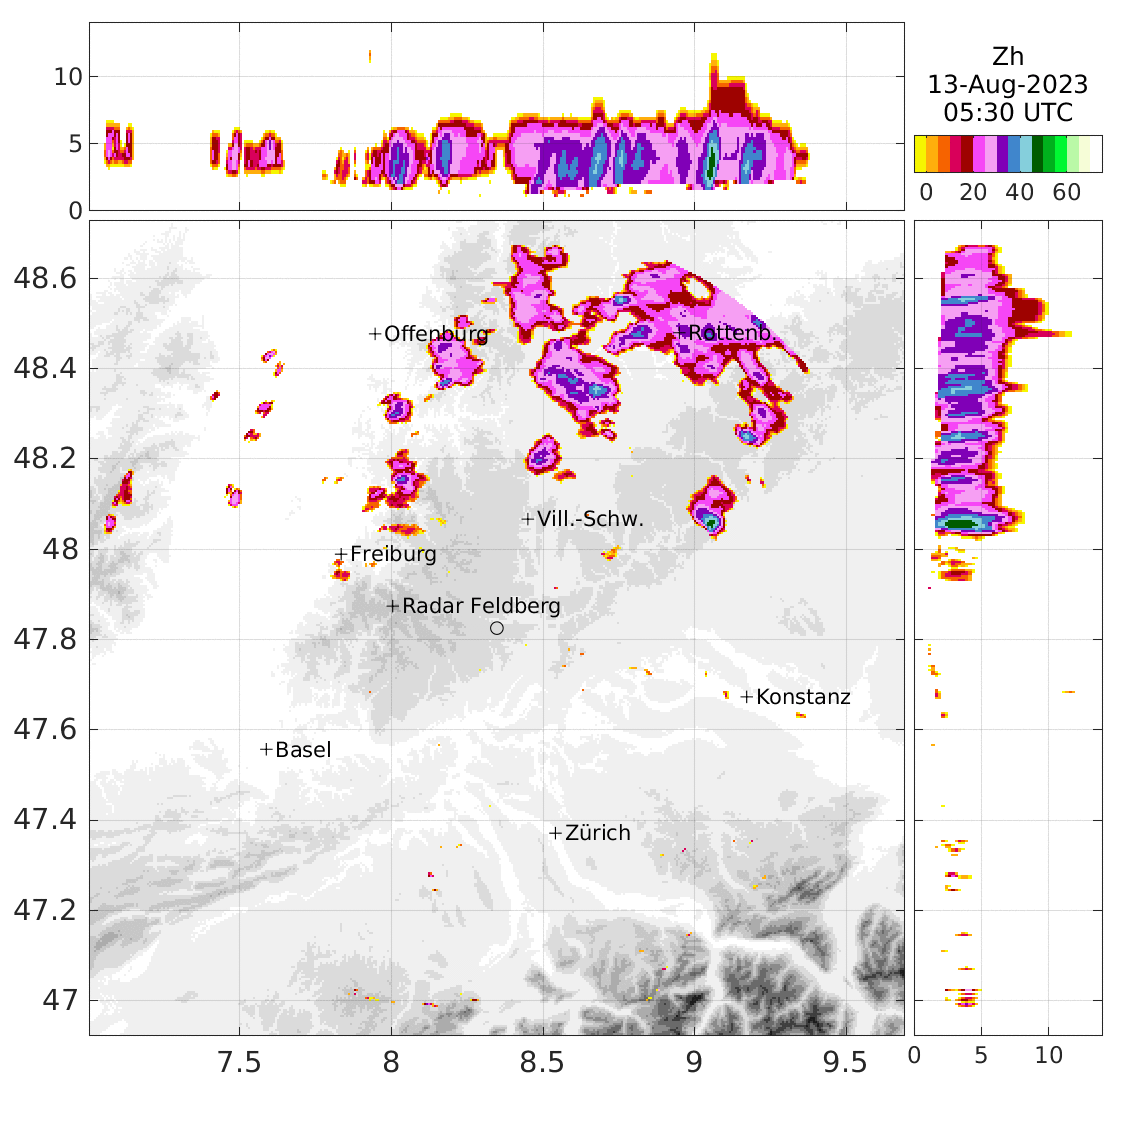 10
5
0
Zh
13-Aug-2023
05:30 UTC
0
20
40
60
48.6
48.4
48.2
48
47.8
47.6
47.4
47.2
47
Offenburg
Rottenb.
Vill.-Schw.
Freiburg
Radar Feldberg
Konstanz
Basel
Zürich
7.5
8
8.5
9
9.5
0
5
10